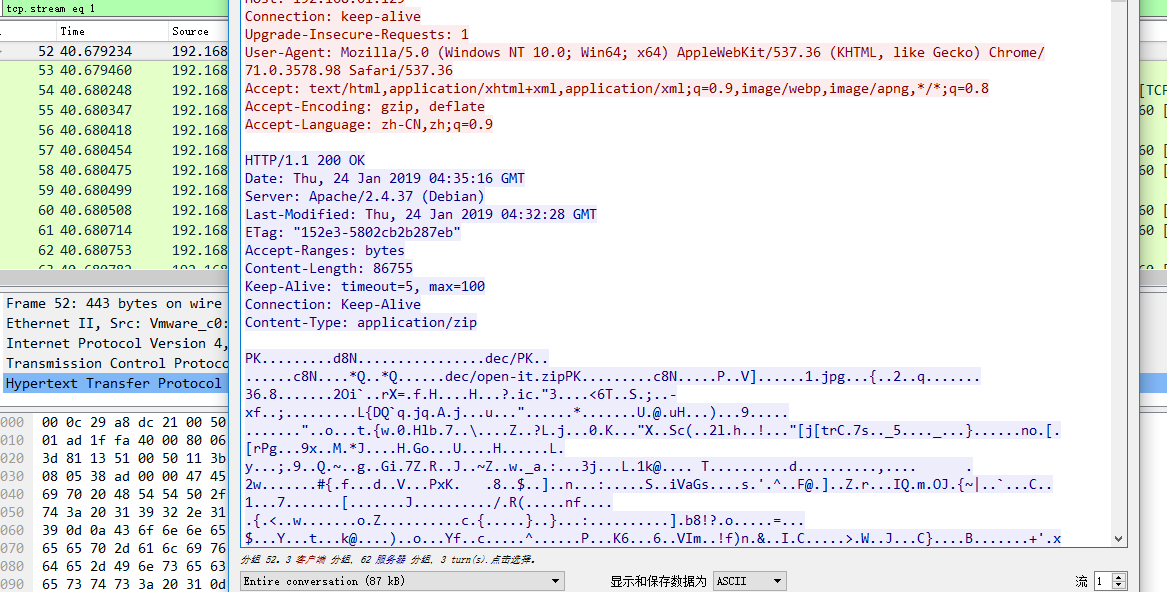 tcp.stream eq 1
Time Source
52 40.679234 192.168
53 40.679460 192.168
54 40.680248 192.168
55 40.680347 192.168
56 40.680418 192.168
57 40.680454 192.168
58 40.680475 192.168
59 40.680499 192.168
60 40.680508 192.168
61 40.680714 192.168
62 40.680753 192.168
Frame 52: 443 bytes on wire
Ethernet II, Src: Vmware_c0:
Internet Protocol Version 4,
Transmission Control Protoco
Hypertext Transfer Protocol
000 00 0c 29 a8 dc 21 00 50
010 01 ad 1f fa 40 00 80 06
020 3d 81 13 51 00 50 11 3b
030 08 05 38 ad 00 00 47 45
040 69 70 20 48 54 54 50 2f
050 74 3a 20 31 39 32 2e 31
060 39 0d 0a 43 6f 6e 6e 65
070 65 65 70 2d 61 6c 69 76
080 64 65 2d 49 6e 73 65 63
090 65 73 74 73 3a 20 31 0d
Connection: keep-alive
Upgrade-Insecure-Requests: 1
User-Agent: Mozilla/5.0 (Windows NT 10.0; Win64; x64) AppleWebKit/537.36 (KHTML, like Gecko) Chrome/
71.0.3578.98 Safari/537.36
Accept: text/html,application/xhtml+xml,application/xml;q=0.9,image/webp,image/apng,*/*;q=0.8
Accept-Encoding: gzip, deflate
Accept-Language: zh-CN,zh;q=0.9
HTTP/1.1 200 OK
Date: Thu, 24 Jan 2019 04:35:16 GMT
Server: Apache/2.4.37 (Debian)
Last-Modified: Thu, 24 Jan 2019 04:32:28 GMT
ETag: "152e3-5802cb2b287eb"
Accept-Ranges: bytes
Content-Length: 86755
Keep-Alive: timeout=5, max=100
Connection: Keep-Alive
Content-Type: application/zip
PK.........d8N................dec/PK..
......c8N....*Q..*Q......dec/open-it.zipPK.........c8N.....P..V]......1.jpg...{..2..q.......
36.8.......2Oi`..rX=.f.H....H...?.ic."3....<6T..S.;..-
xf..;.........L{DQ`q.jq.A.j...u..."......*.......U.@.uH...)...9.....
......."..o...t.{w.0.Hlb.7..\....Z..?L.j...0.K..."X..Sc(..2l.h..!..."[j[trC.7s.._5...._...}......no.[.
[rPg...9x..M.*J....H.Go...U....H......L.
y...;.9..Q.~..g..Gi.7Z.R..J..~Z..w._a.:...3j...L.1k@.... T..........d..........,.... .
2w.......#{.f...d..V...PxK. .8..$..]..n...:.....S..iVaGs....s.'.^..F@.]..Z.r...IQ.m.OJ.{~|..`...C..
1...7.......[.......J........../.R(.....nf....
.{.<..w.......o.Z..........c.{.....}..}...:..........].b8!?.o.....=...
$...Y...t...k@....)..o...Yf..c.....^......P...K6...6..VIm..!f)n.&..I.C.....>.W..J...C}....B.......+'.x
分组 52。3 客户端 分组, 62 服务器 分组, 3 turn(s).点击选择。
Entire conversation (87 kB) 显示和保存数据为 ASCII 流 1